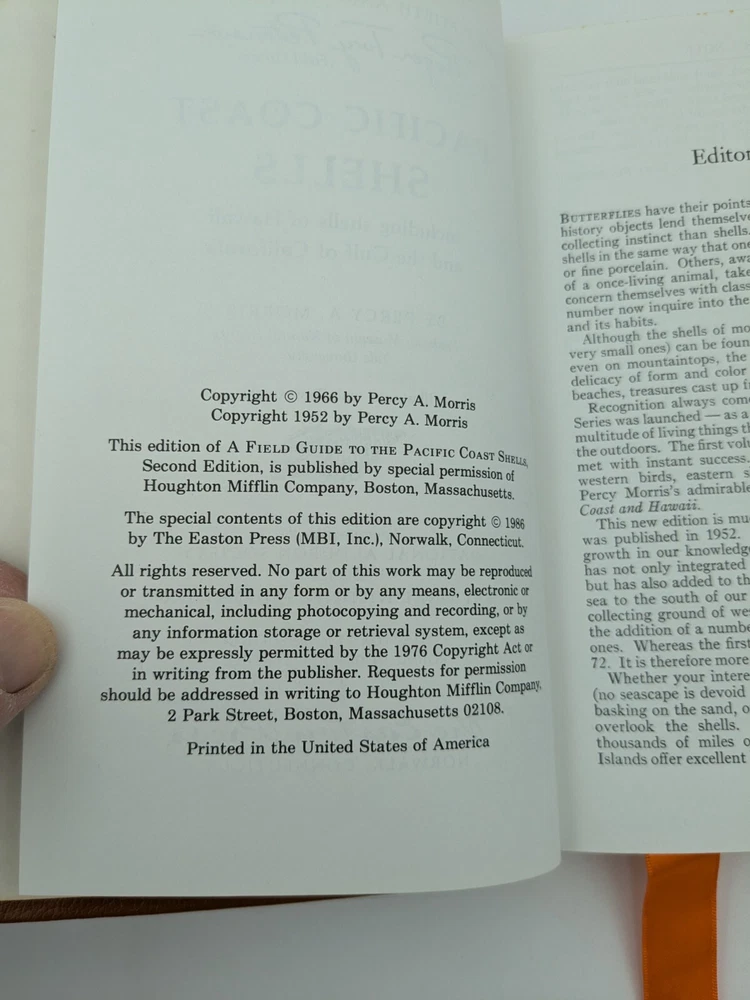 Copyright © 1966 by Percy A. Morris
Copyright 1952 by Percy A. Morris
This edition of A FIELD GUIDE TO THE PACIFIC COAST SHELLS,
Second Edition, is published by special permission of
Houghton Mifflin Company, Boston, Massachusetts.
The special contents of this edition are copyright © 1986
by The Easton Press (MBI, Inc.), Norwalk, Connecticut.
All rights reserved. No part of this work may be reproduced
or transmitted in any form or by any means, electronic or
mechanical, including photocopying and recording, or by
any information storage or retrieval system, except as
may be expressly permitted by the 1976 Copyright Act or
in writing from the publisher. Requests for permission
should be addressed in writing to Houghton Mifflin Company,
2 Park Street, Boston, Massachusetts 02108.
Printed in the United States of America
Editor
BUTTERFLIES have their points
history objects lend themselve
collecting instinct than shells.
shells in the same way that one
or fine porcelain. Others, awa
of a once-living animal, take
concern themselves with class
number now inquire into the
and its habits.
Although the shells of mo
very small ones) can be foun
even on mountaintops, the
delicacy of form and color
beaches, treasures cast up f
Recognition always com
Series was launched — as a
multitude of living things th
the outdoors. The first volu
met with instant success.
western birds, eastern s
Percy Morris's admirable
Coast and Hawaii.
This new edition is mu
was published in 1952.
growth in our knowledg
has not only integrated
but has also added to th
sea to the south of our
collecting ground of we
the addition of a numbe
ones. Whereas the first
72. It is therefore more
Whether your intere
(no seascape is devoid
basking on the sand, o
overlook the shells.
thousands of miles o
Islands offer excellent